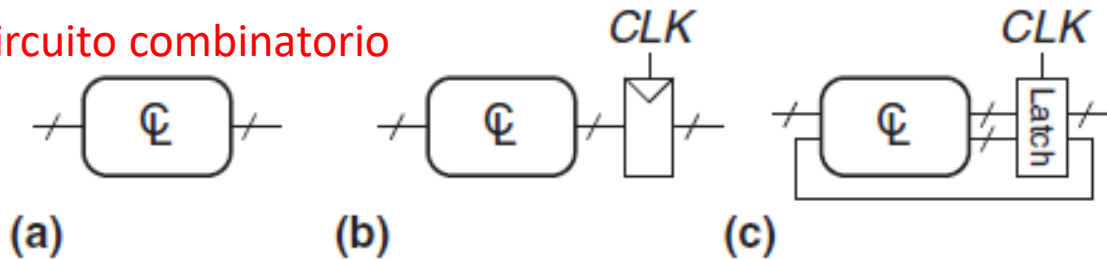 ircuito combinatorio
CLK
CLK
CL
CL
CL
Latch
(a)
(b)
(c)